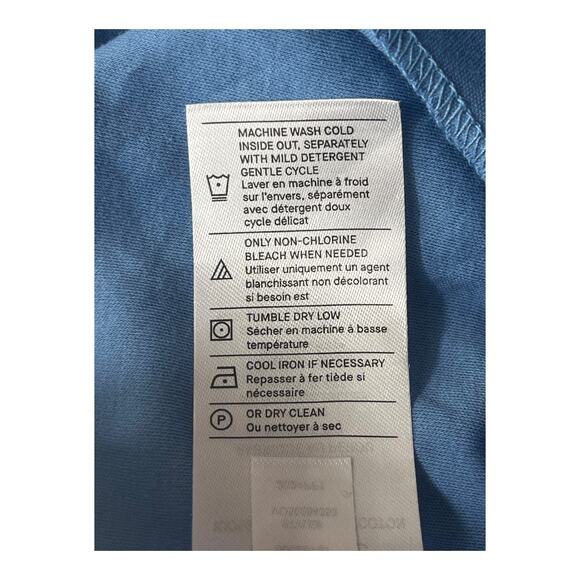 MACHINE WASH COLD
INSIDE OUT, SEPARATELY
WITH MILD DETERGENT
GENTLE CYCLE
Laver en machine à froid
sur l'envers, séparément
avec détergent doux
cycle délicat
ONLY NON-CHLORINE
BLEACH WHEN NEEDED
Utiliser uniquement un agent
blanchissant non décolorant
si besoin est
TUMBLE DRY LOW
Sécher en machine à basse
température
COOL IRON IF NECESSARY
Repasser à fer tiède si
nécessaire
P
OR DRY CLEAN
Ou nettoyer à sec